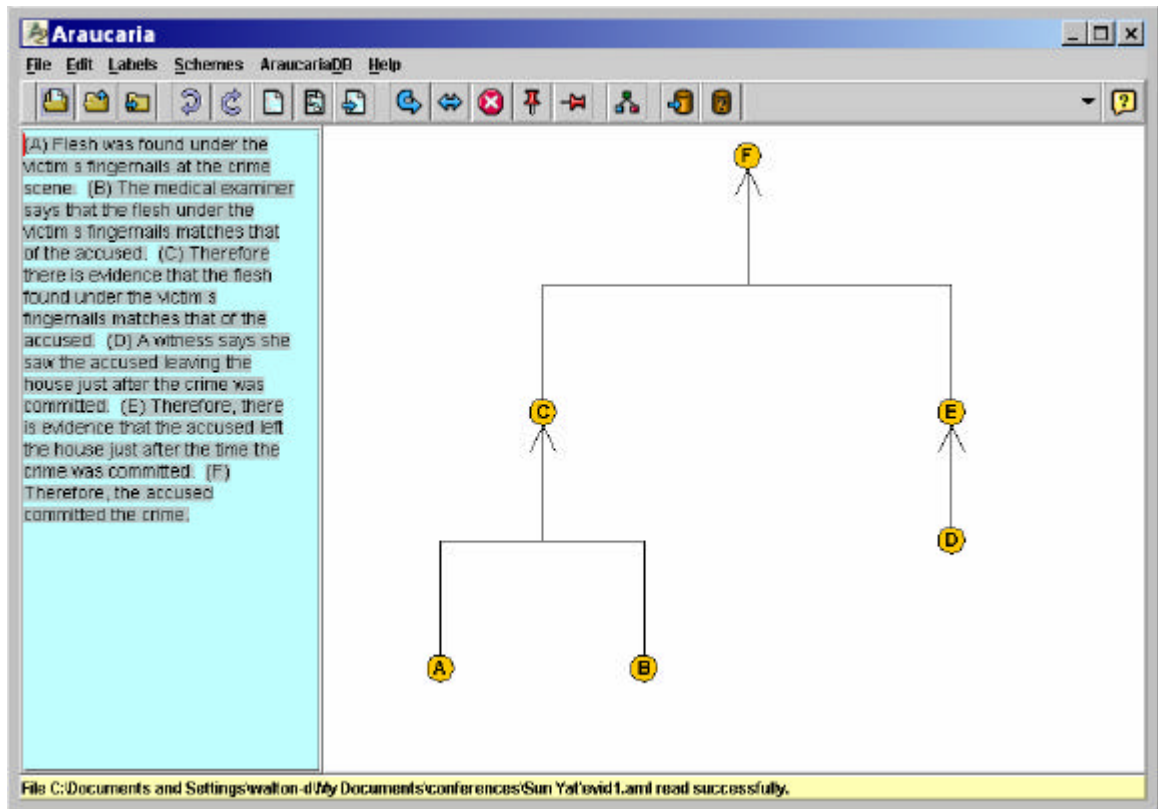 Araucaria
File Edit Labels Schemes AraucariaDB Help
(A) Flesh was found under the
victim s fingernails at the crime
scene. (B) The medical examiner
says that the flesh under the
victim s fingernails matches that
of the accused. (C) Therefore
there is evidence that the flesh
found under the victim s
fingernails matches that of the
accused. (D) A witness says she
saw the accused leaving the
house just after the crime was
committed. (E) Therefore, there
is evidence that the accused left
the house just after the time the
crime was committed. (F)
Therefore, the accused
committed the crime.
F
C
E
D
A
B
File C:\Documents and Settings\walton-d\My Documents\conferences\Sun Yat\evid1.aml read successfully.